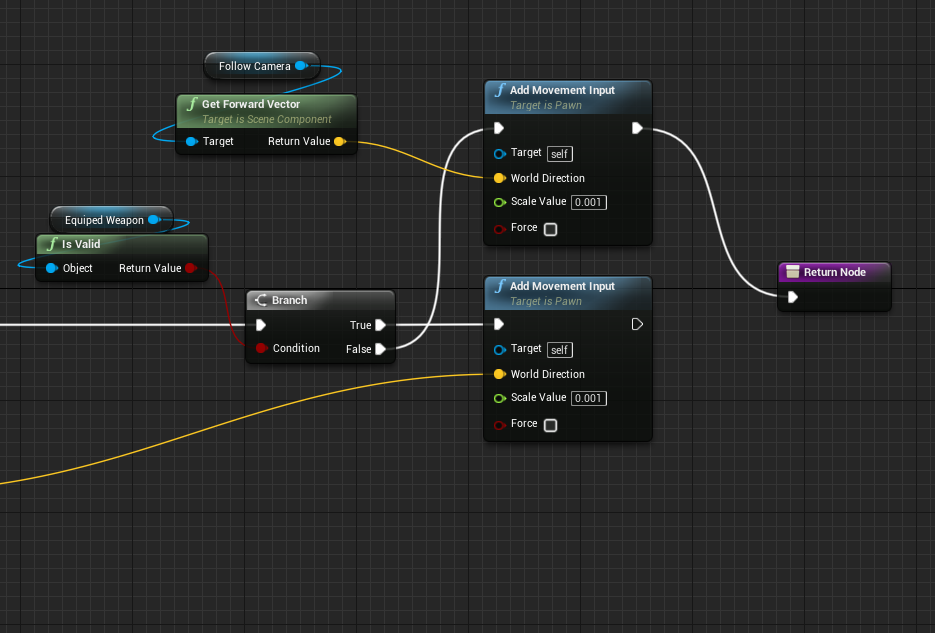 Follow Camera
Get Forward Vector
Target is Scene Component
Target Return Value
Add Movement Input
Target is Pawn
Target self
World Direction
Scale Value 0.001
Force
Equiped Weapon
Is Valid
Object Return Value
Branch
True
Condition False
Add Movement Input
Target is Pawn
Target self
World Direction
Scale Value 0.001
Force
Return Node